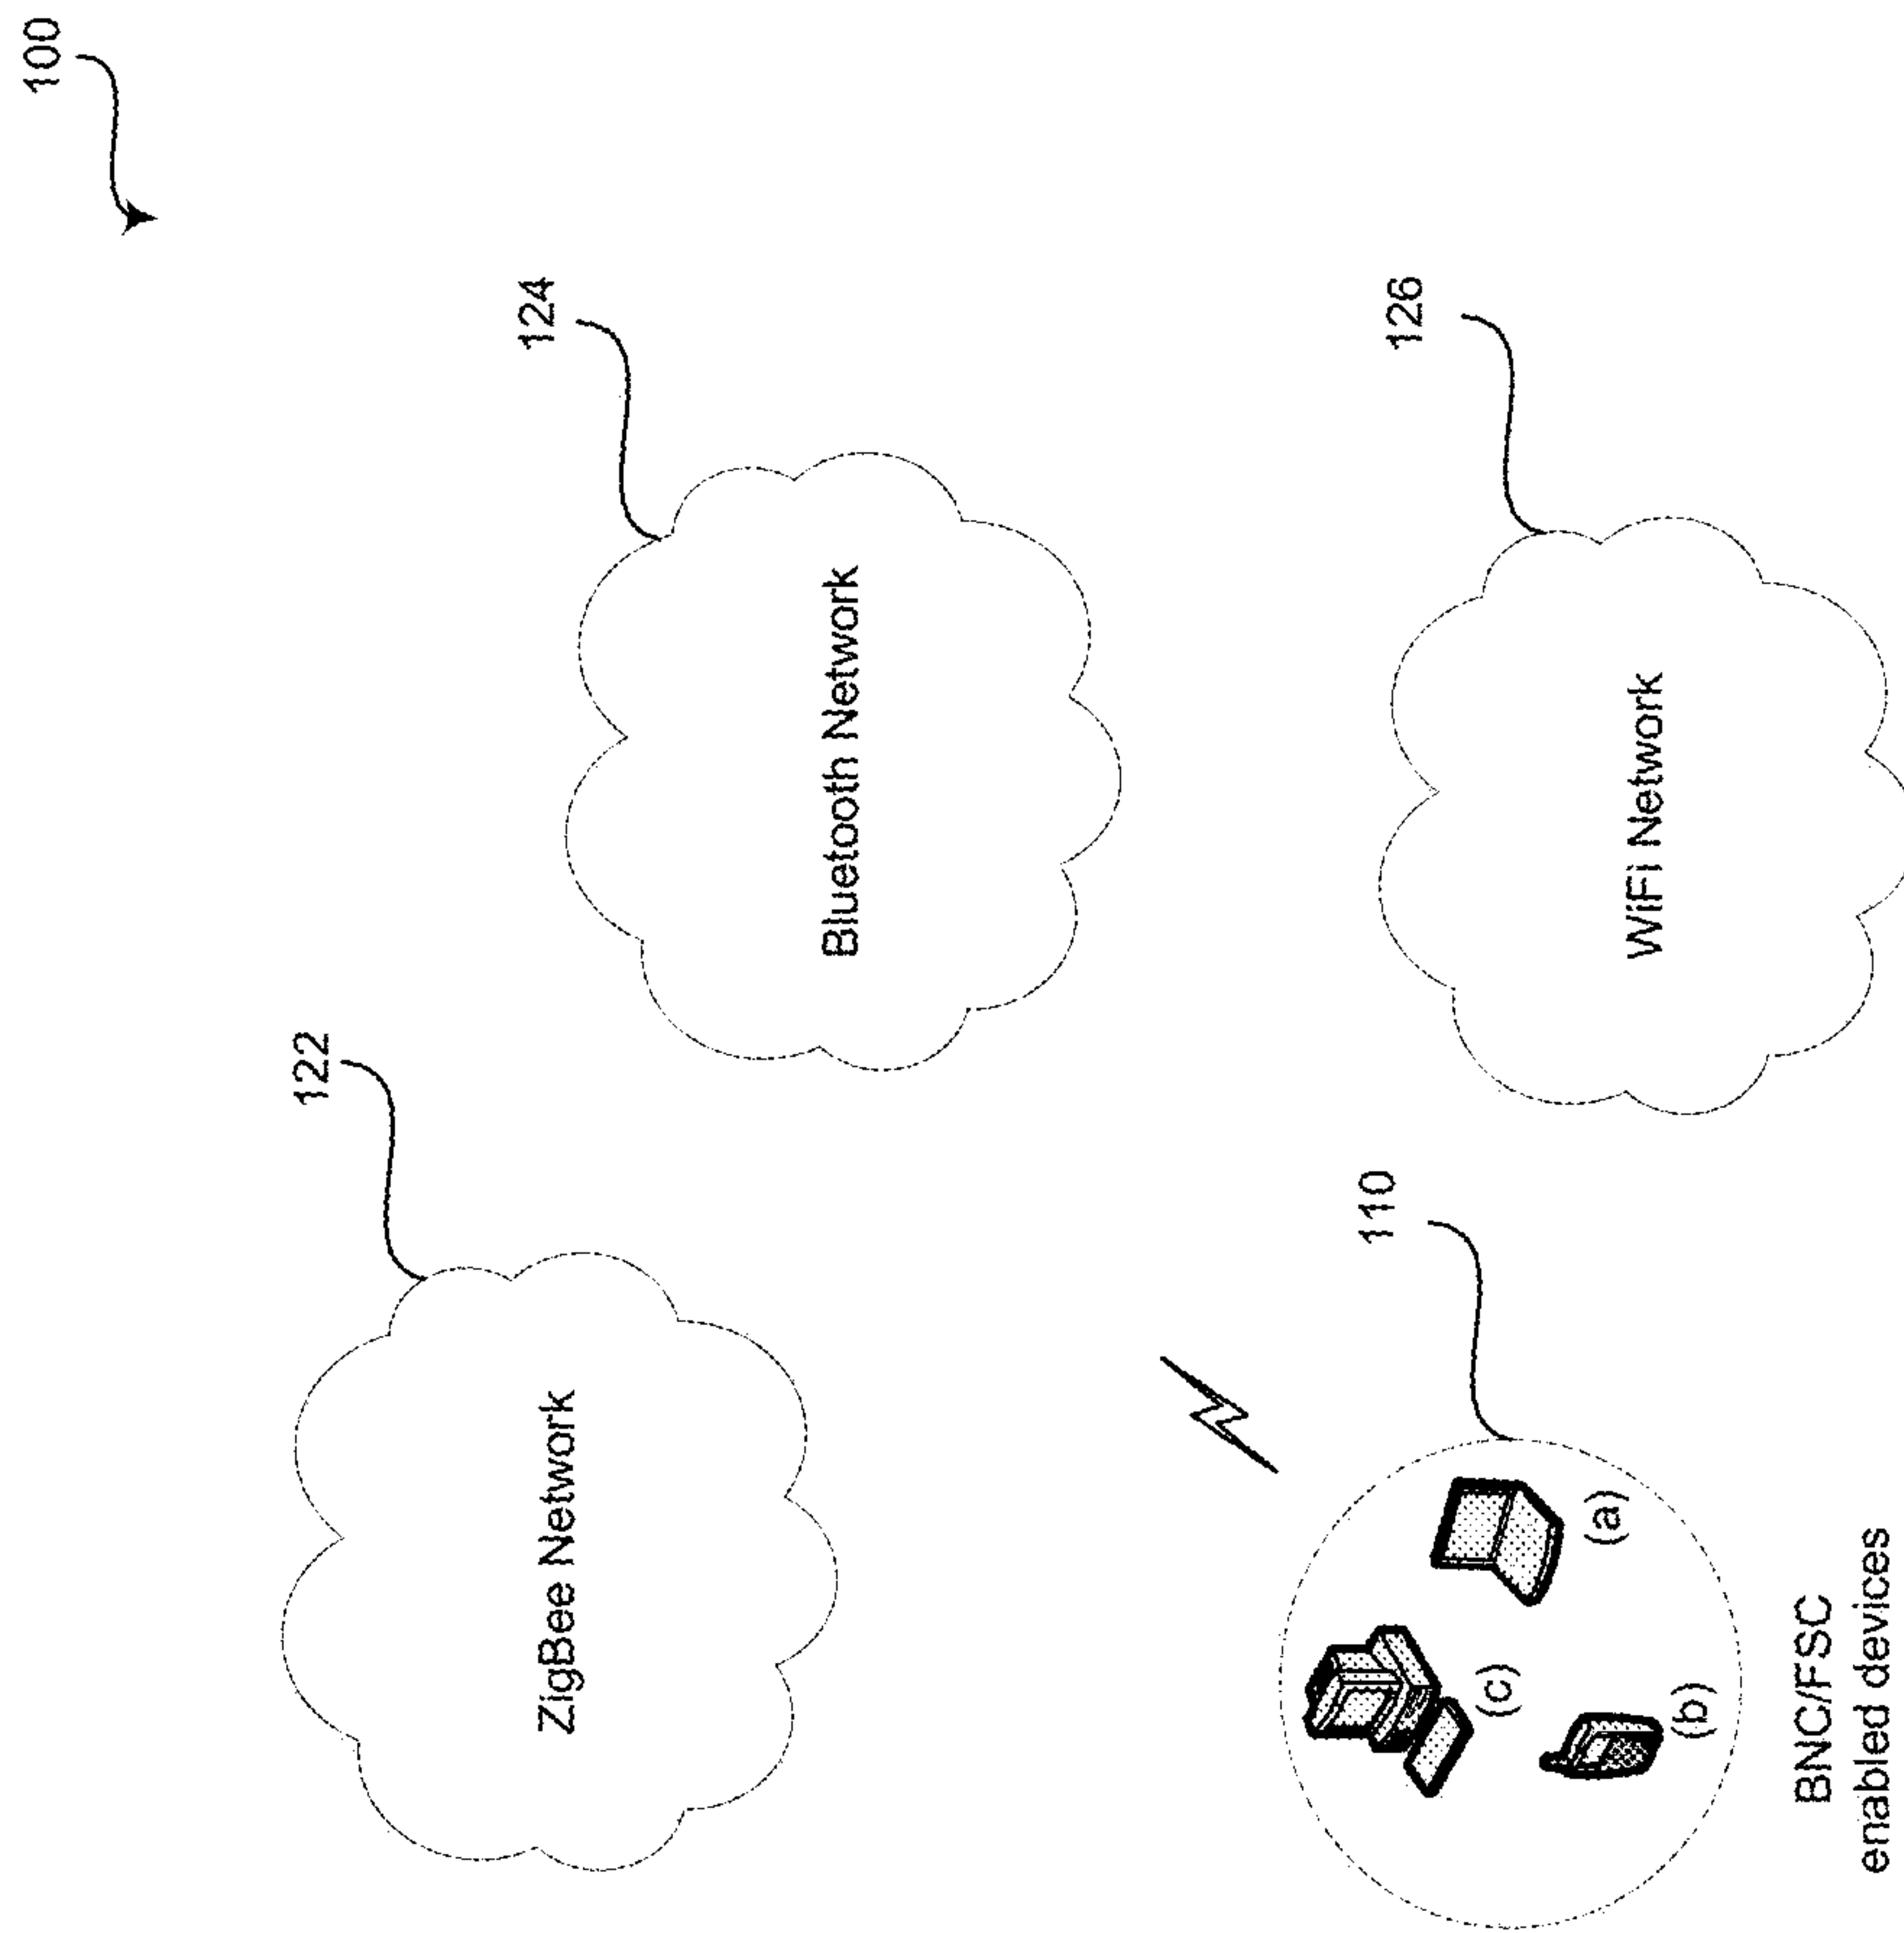 100
122
ZigBee Network
124
Bluetooth Network
110
(c)
(a)
(b)
BNC/FSC
enabled devices
126
WiFi Network